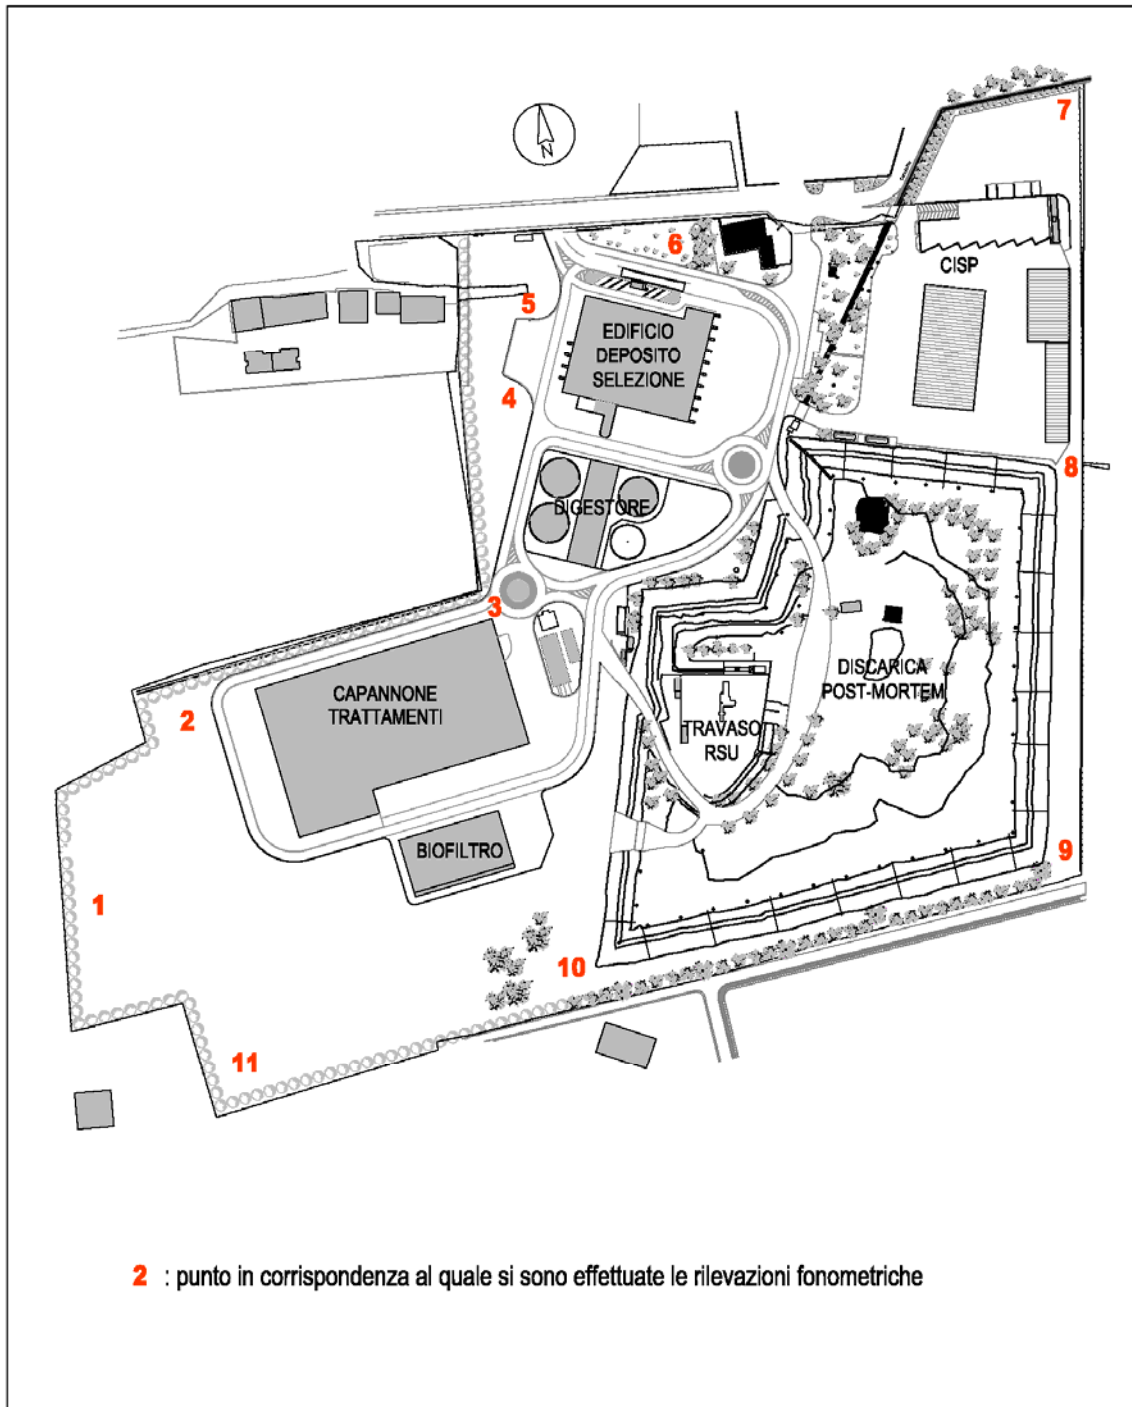 7
N
6
CISP
5
EDIFICIO
DEPOSITO
SELEZIONE
4
8
DIGESTORE
3
DISCARICA
POST-MORTEM
CAPANNONE
TRATTAMENTI
2
TRAVASO
RSU
BIOFILTRO
9
1
10
11
2 : punto in corrispondenza al quale si sono effettuate le rilevazioni fonometriche